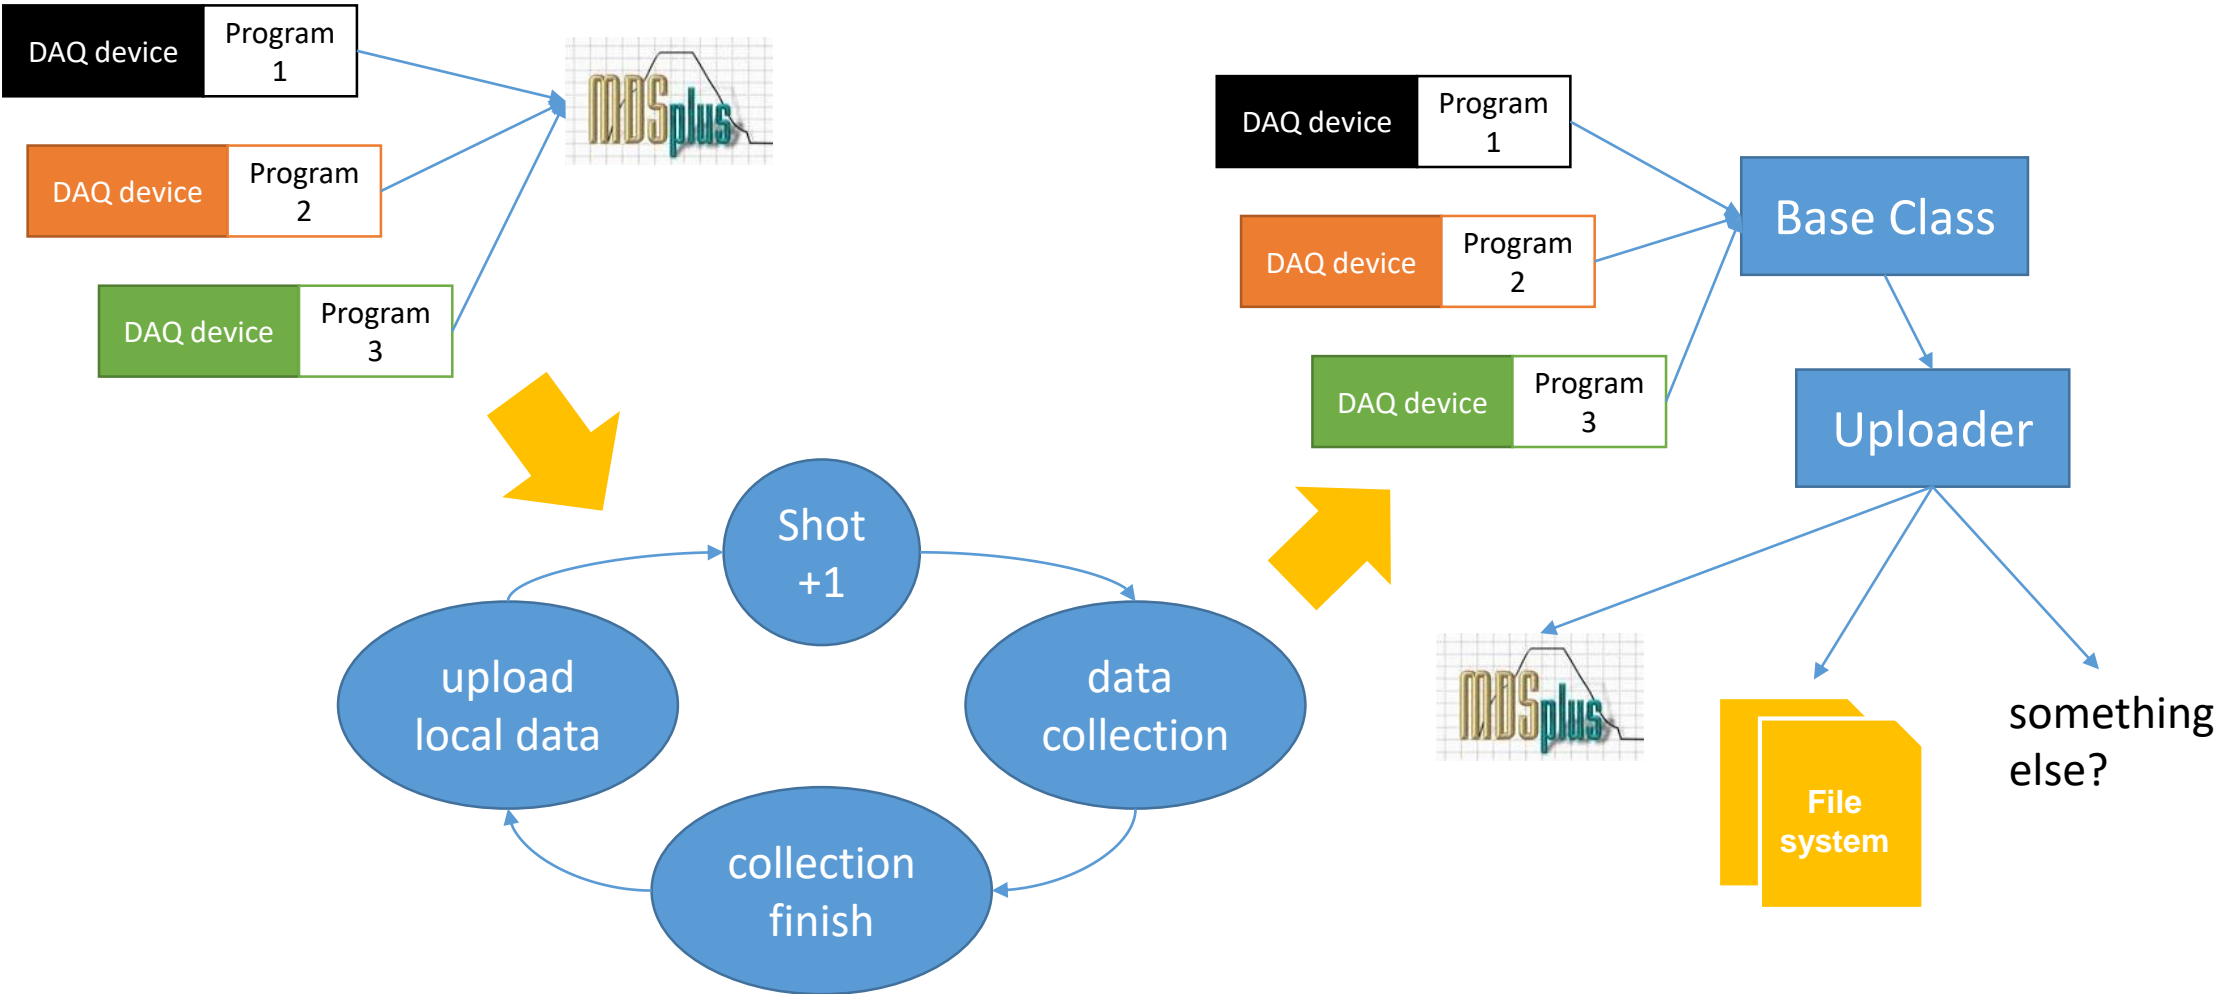 DAQ device
Program
1
MDSplus
DAQ device
Program
2
DAQ device
Program
3
Shot
+1
data
collection
collection
finish
upload
local data
DAQ device
Program
1
DAQ device
Program
2
DAQ device
Program
3
Base Class
Uploader
MDSplus
File
system
something
else?